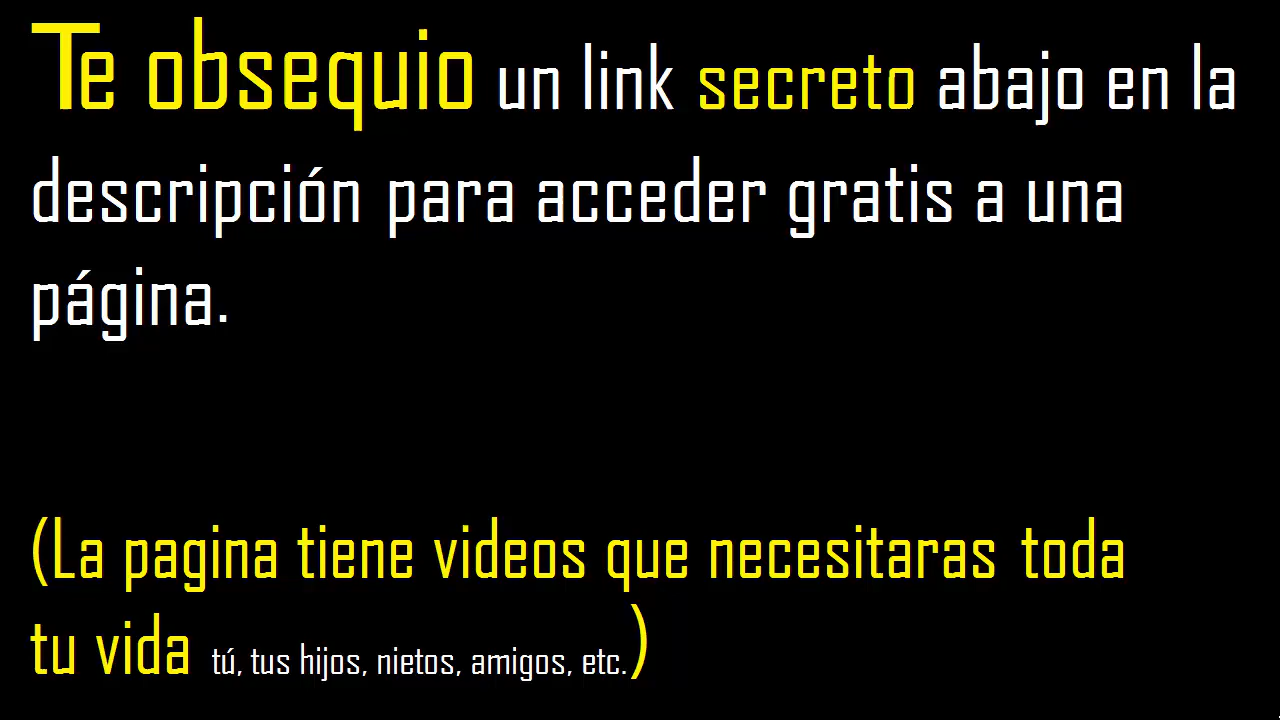 Te obsequio un link secreto abajo en la
descripción para acceder gratis a una
página.
(La pagina tiene videos que necesitaras toda
tu vida tú, tus hijos, nietos, amigos, etc.)